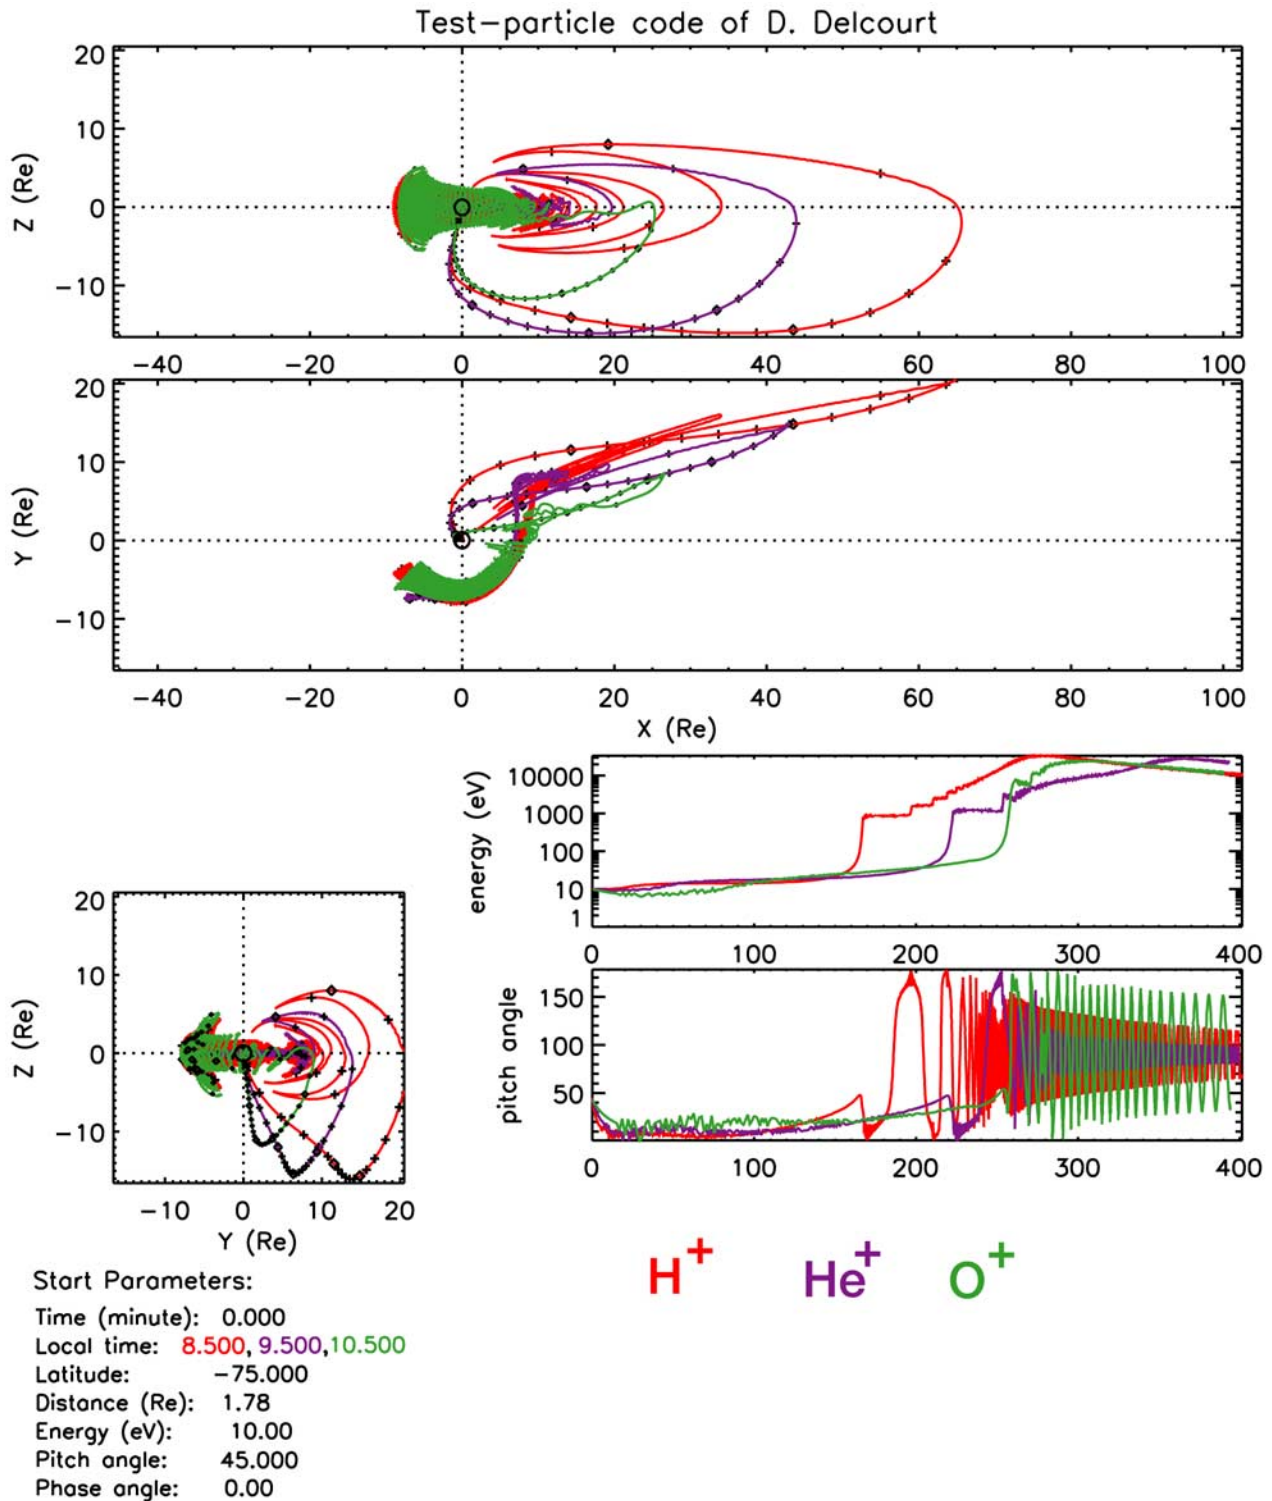 Test-particle code of D. Delcourt
20
10
0
-10
Z (Re)
-40 -20 0 20 40 60 80 100
20
10
0
-10
Y (Re)
-40 -20 0 20 40 60 80 100
X (Re)
10000
1000
100
10
1
energy (eV)
0 100 200 300 400
20
10
0
-10
Z (Re)
-10 0 10 20
Y (Re)
150
100
50
pitch angle
0 100 200 300 400
H+ He+ O+
Start Parameters:
Time (minute): 0.000
Local time: 8.500, 9.500,10.500
Latitude: -75.000
Distance (Re): 1.78
Energy (eV): 10.00
Pitch angle: 45.000
Phase angle: 0.00